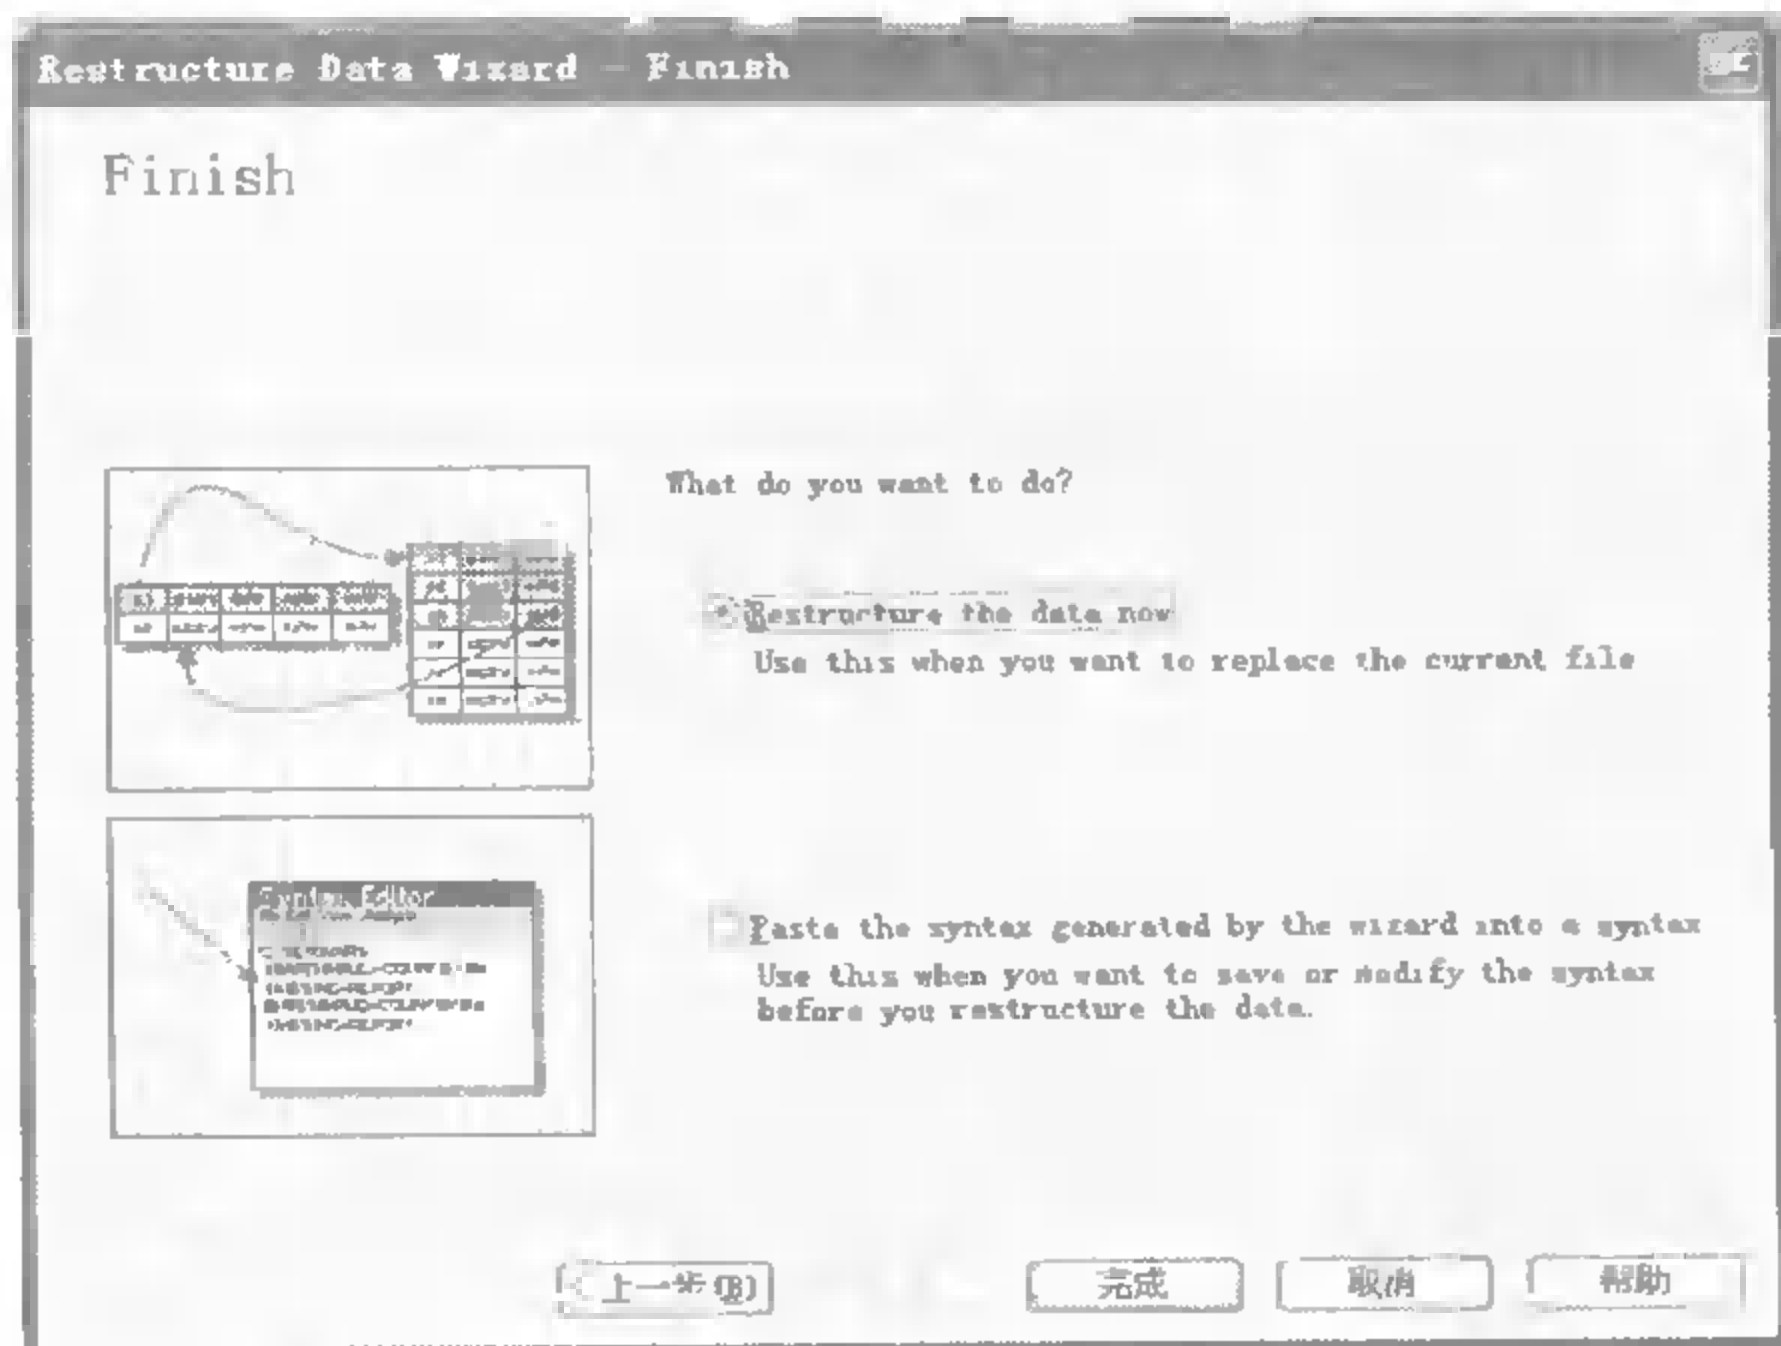 Restructure Data Wizard - Finish
Finish
What do you want to do?
Restructure the data now
Use this when you want to replace the current file
Syntax Editor
Paste the syntax generated by the wizard into a syntax
Use this when you want to save or modify the syntax
before you restructure the data.
< 上一步(B)
完成
取消
帮助